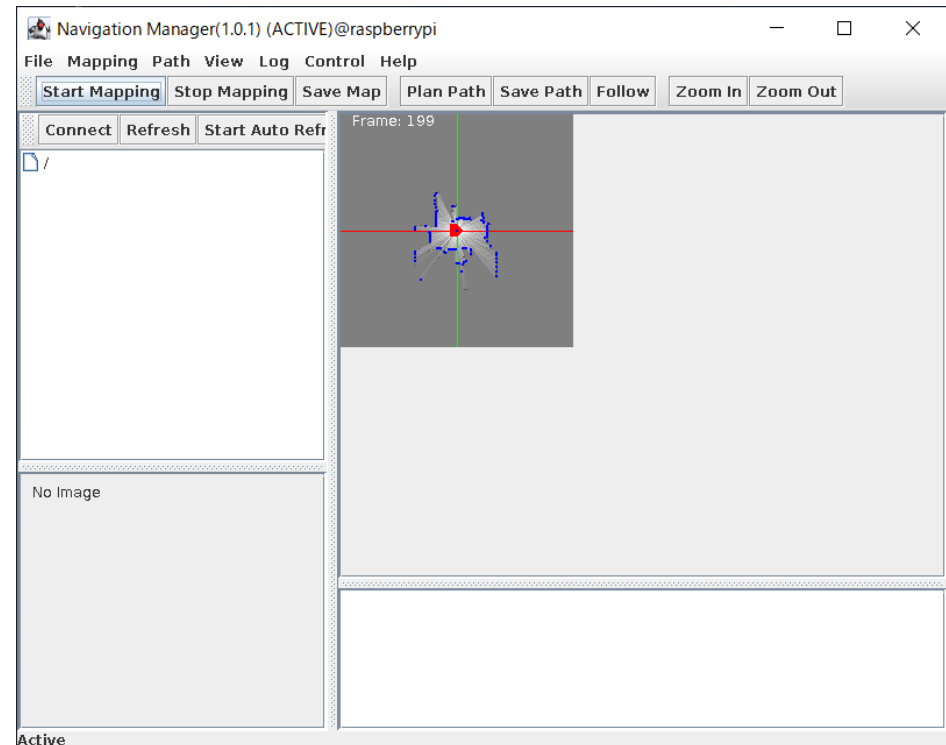 Navigation Manager(1.0.1) (ACTIVE)@raspberrypi
File Mapping Path View Log Control Help
Start Mapping Stop Mapping Save Map Plan Path Save Path Follow Zoom In Zoom Out
Connect Refresh Start Auto Refr
Frame: 199
/
No Image
Active